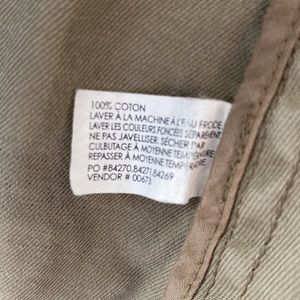 100% COTON
LAVER À LA MACHINE À L'EAU FROIDE
LAVER LES COULEURS FONCÉES SÉPARÉMENT
NE PAS JAVELLISER. SÉCHER PAR
CULBUTAGE À MOYENNE TEMPÉRATURE
REPASSER À MOYENNE TEMPÉRATURE
PO #84270,84271,84269
VENDOR # 00673